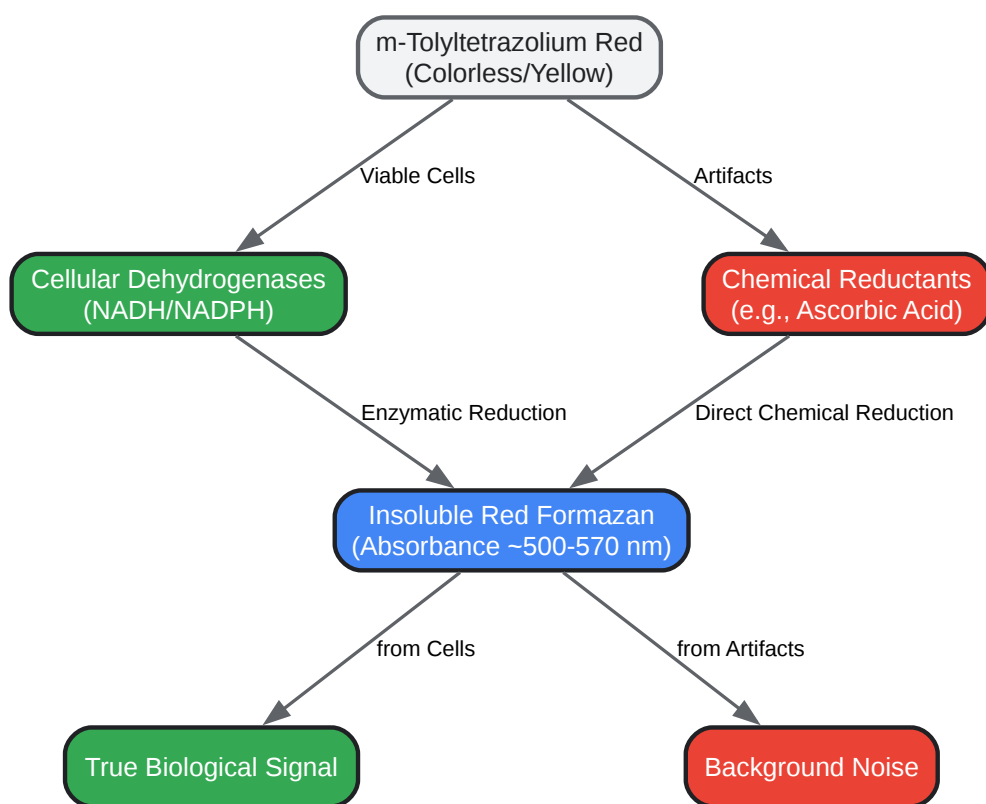 m-Tolyltetrazolium Red
(Colorless/Yellow)
Viable Cells
Artifacts
Cellular Dehydrogenases
(NADH/NADPH)
Chemical Reductants
(e.g., Ascorbic Acid)
Enzymatic Reduction
Direct Chemical Reduction
Insoluble Red Formazan
(Absorbance ~500-570 nm)
from Cells
from Artifacts
True Biological Signal
Background Noise